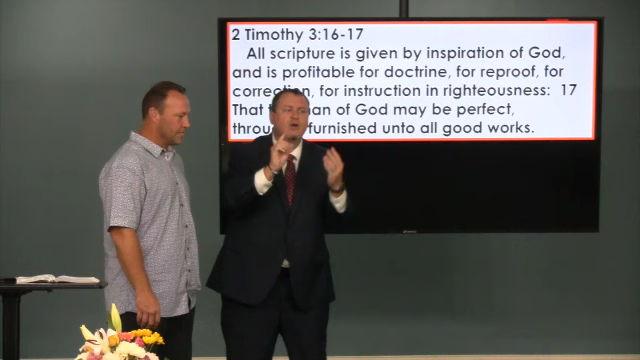 2 Timothy 3:16-17
All scripture is given by inspiration of God,
and is profitable for doctrine, for reproof, for
correction, for instruction in righteousness: 17
That man of God may be perfect,
furnished unto all good works.